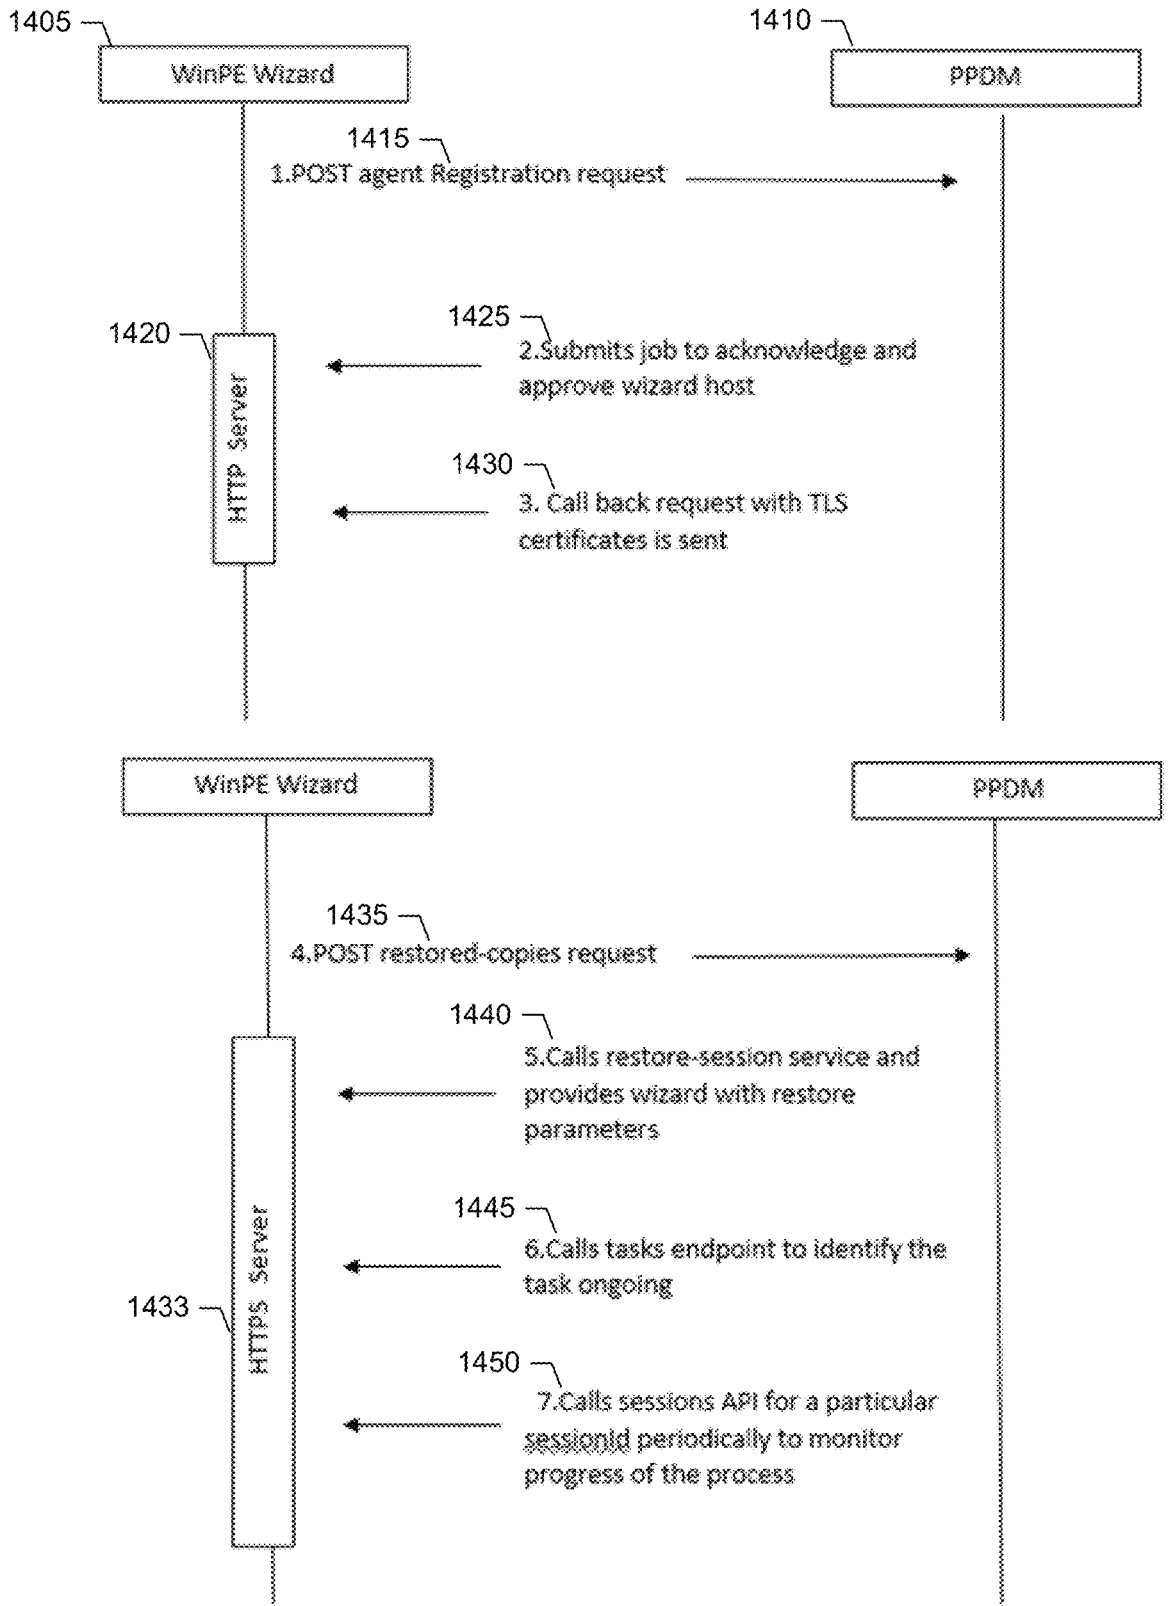 1405
1410
WinPE Wizard
PPDM
1415
1.POST agent Registration request
1425
1420
2.Submits job to acknowledge and
approve wizard host
HTTP Server
1430
3. Call back request with TLS
certificates is sent
WinPE Wizard
PPDM
1435
4.POST restored-copies request
1440
5.Calls restore-session service and
provides wizard with restore
parameters
1445
6.Calls tasks endpoint to identify the
task ongoing
1433
HTTPS Server
1450
7.Calls sessions API for a particular
sessionId periodically to monitor
progress of the process